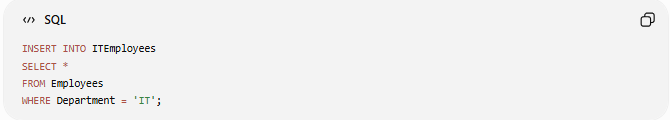 SQL
INSERT INTO ITEmployees
SELECT *
FROM Employees
WHERE Department = 'IT';